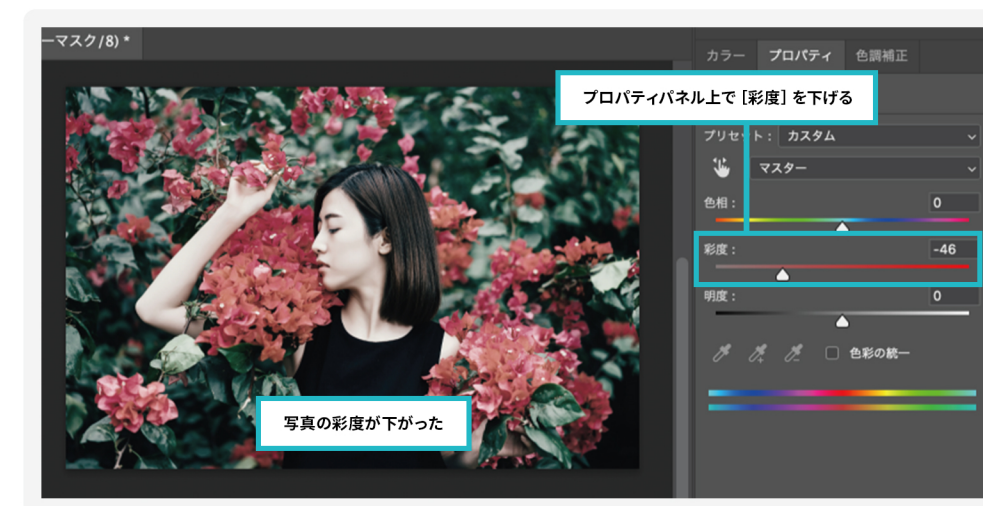 ーマスク/8) *
カラー
プロパティ
色調補正
プロパティパネル上で［彩度］を下げる
プリセット： カスタム
マスター
色相： 0
彩度： -46
明度： 0
色彩の統一
写真の彩度が下がった